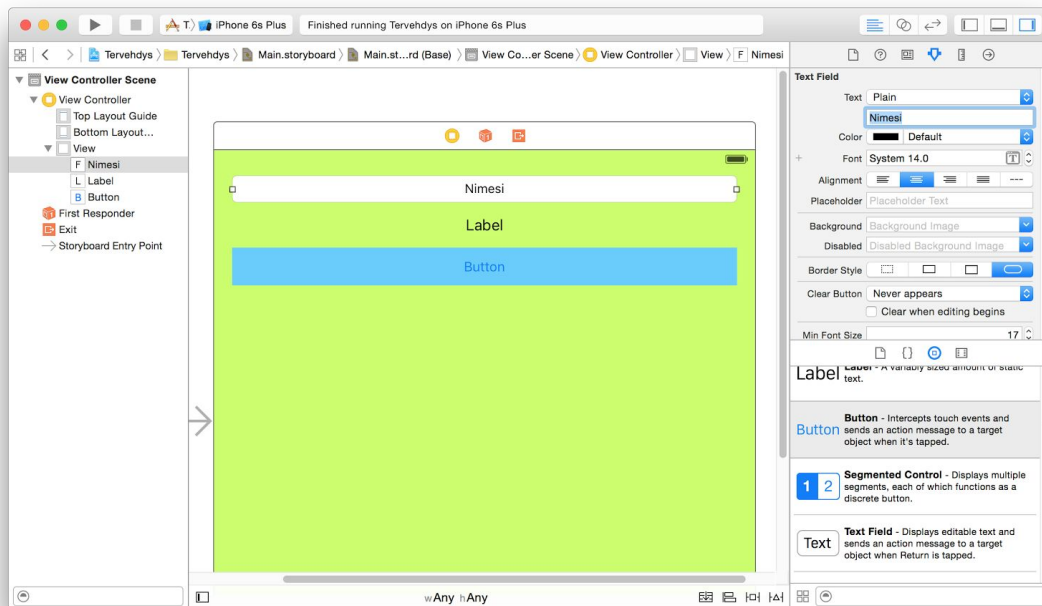 T.) iPhone 6s Plus
Finished running Tervehdys on iPhone 6s Plus
Tervehdys
Tervehdys
Main.storyboard
Main.st...rd (Base)
View Co...er Scene
View Controller
View
F Nimesi
View Controller Scene
View Controller
Top Layout Guide
Bottom Layout...
View
F Nimesi
L Label
B Button
First Responder
Exit
Storyboard Entry Point
Nimesi
Label
Button
wAny hAny
Text Field
Text Plain
Nimesi
Color Default
Font System 14.0 T
Alignment
Placeholder Placeholder Text
Background Background Image
Disabled Disabled Background Image
Border Style
Clear Button Never appears
Clear when editing begins
Min Font Size 17
Label Label - A variably sized amount of static
text.
Button - Intercepts touch events and
Button sends an action message to a target
object when it's tapped.
Segmented Control - Displays multiple
1 2 segments, each of which functions as a
discrete button.
Text Field - Displays editable text and
Text sends an action message to a target
object when Return is tapped.